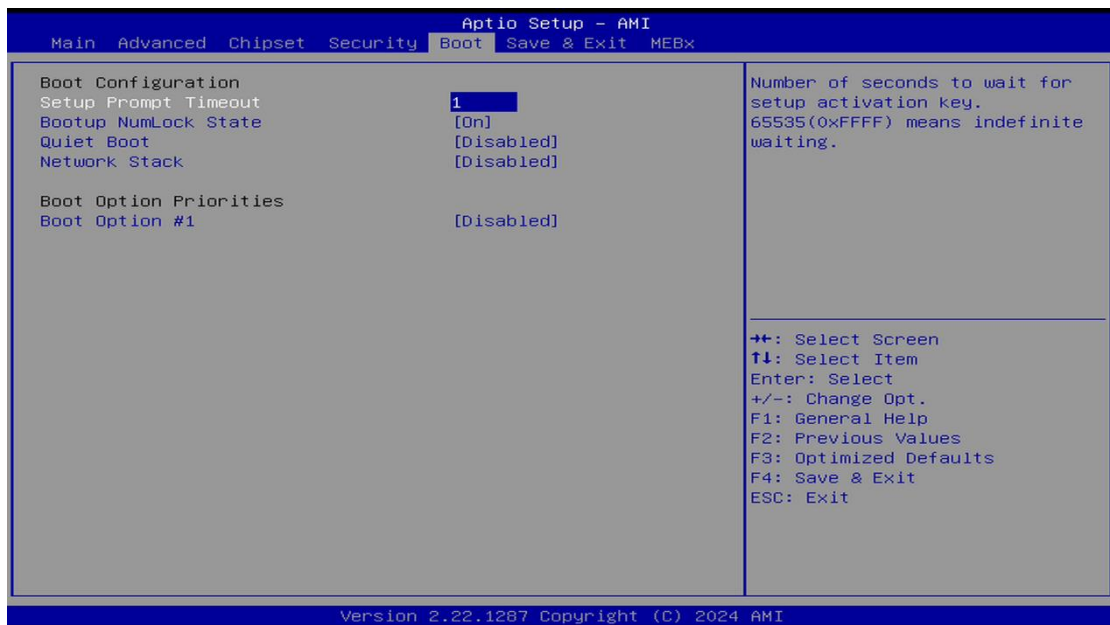 Aptio Setup – AMI
Main Advanced Chipset Security Boot Save & Exit MEBx
Boot Configuration
Setup Prompt Timeout 1
Bootup NumLock State [On]
Quiet Boot [Disabled]
Network Stack [Disabled]
Boot Option Priorities
Boot Option #1 [Disabled]
Number of seconds to wait for
setup activation key.
65535(0xFFFF) means indefinite
waiting.
→←: Select Screen
↑↓: Select Item
Enter: Select
+/-: Change Opt.
F1: General Help
F2: Previous Values
F3: Optimized Defaults
F4: Save & Exit
ESC: Exit
Version 2.22.1287 Copyright (C) 2024 AMI